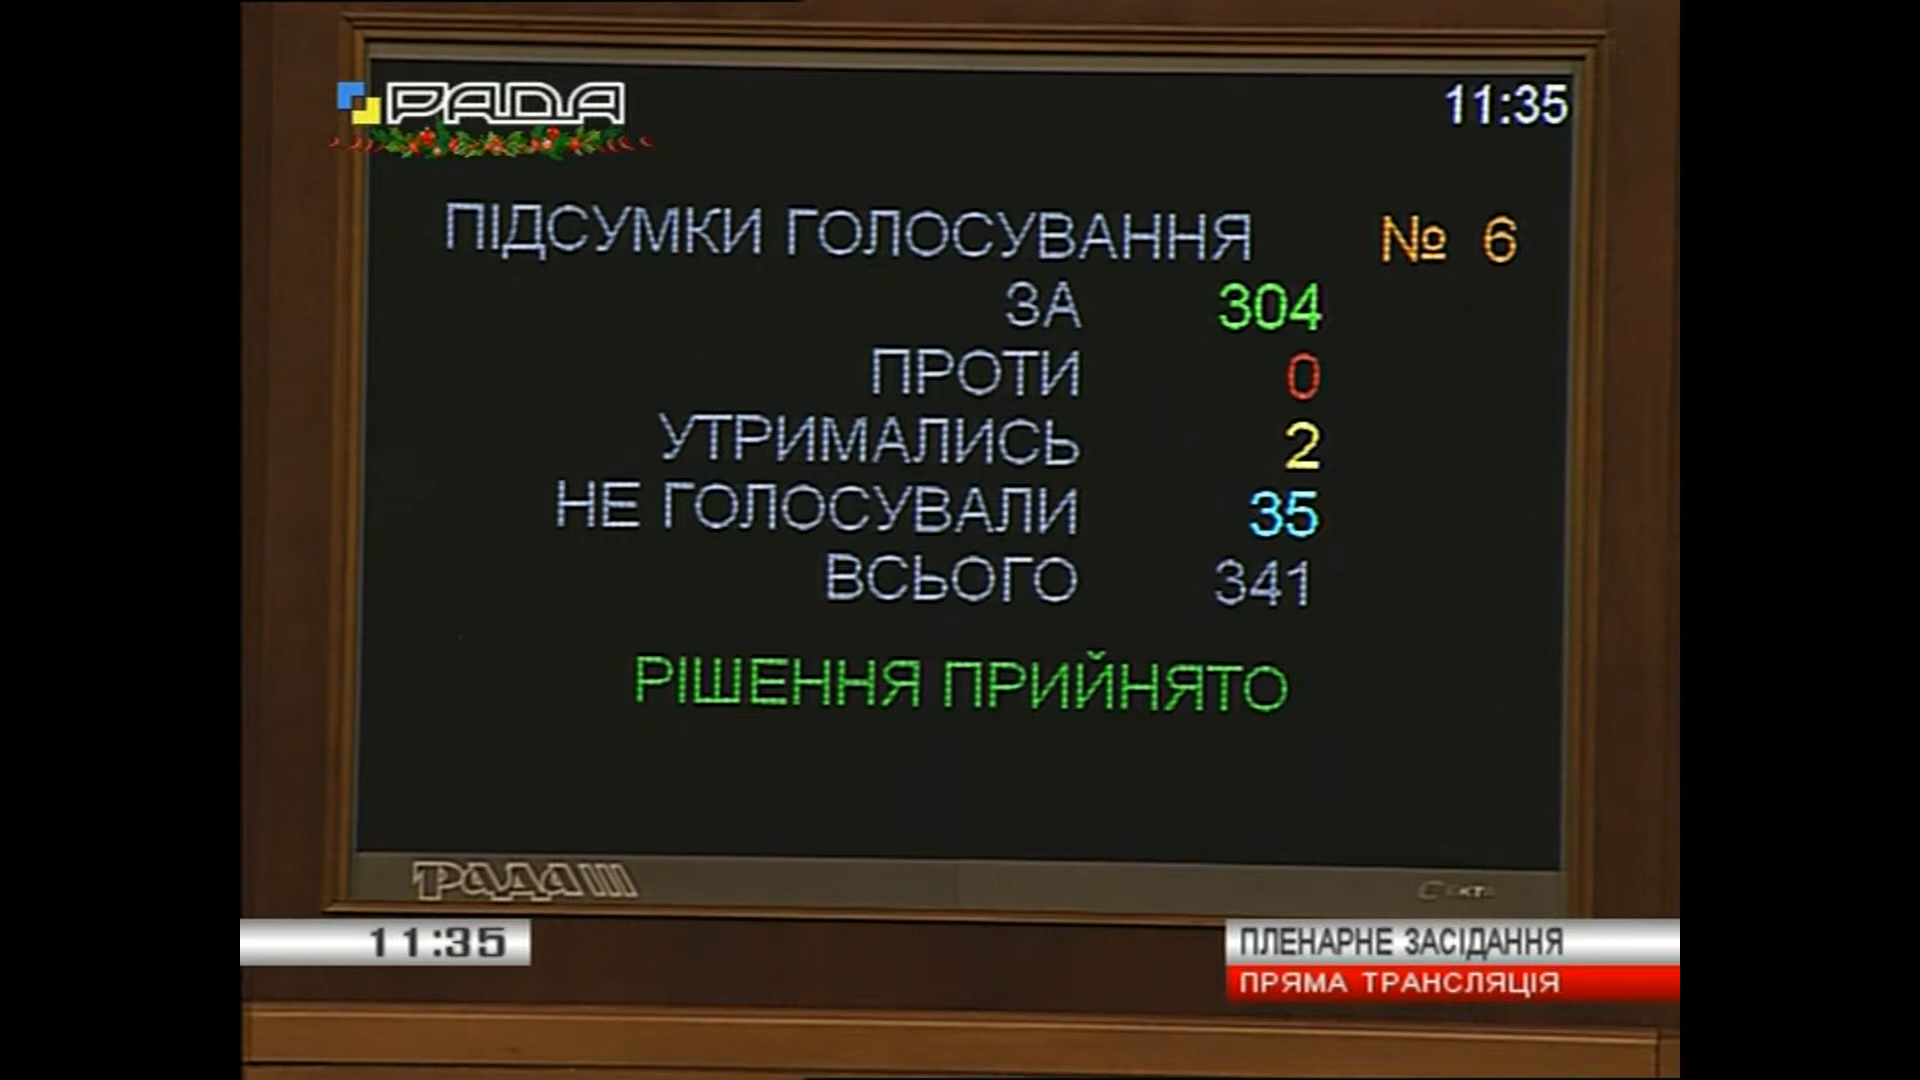 РАДА
11:35
ПІДСУМКИ ГОЛОСУВАННЯ № 6
ЗА 304
ПРОТИ 0
УТРИМАЛИСЬ 2
НЕ ГОЛОСУВАЛИ 35
ВСЬОГО 341
РІШЕННЯ ПРИЙНЯТО
РАДАIII
11:35
ПЛЕНАРНЕ ЗАСІДАННЯ
ПРЯМА ТРАНСЛЯЦІЯ